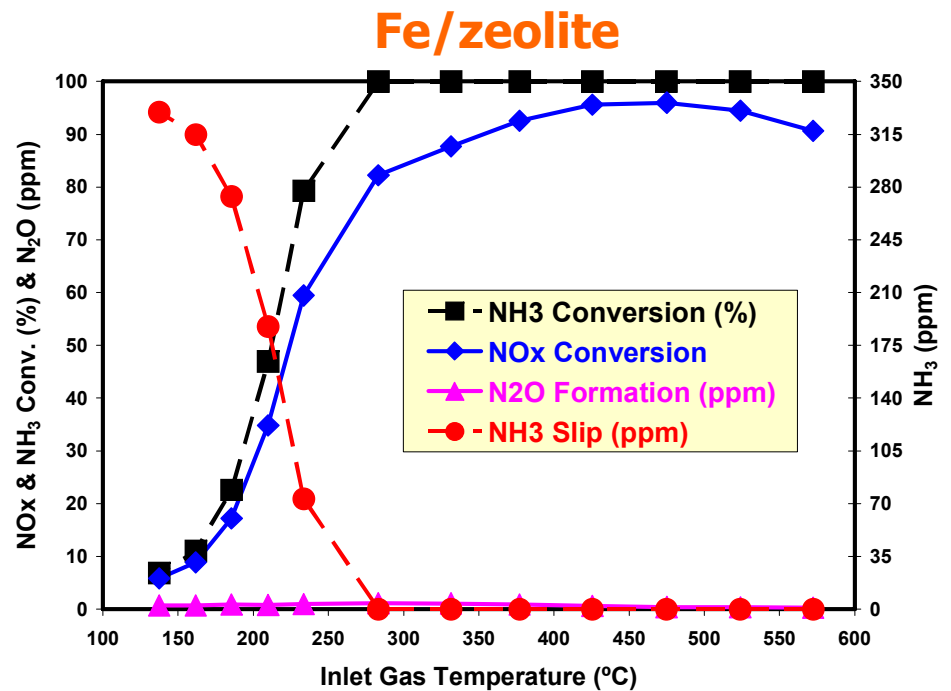 Fe/zeolite
NOx & NH₃ Conv. (%) & N₂O (ppm)
100
90
80
70
60
50
40
30
20
10
0
350
315
280
245
210
175
140
105
70
35
0
NH₃ (ppm)
NH3 Conversion (%)
NOx Conversion
N2O Formation (ppm)
NH3 Slip (ppm)
100 150 200 250 300 350 400 450 500 550 600
Inlet Gas Temperature (ºC)